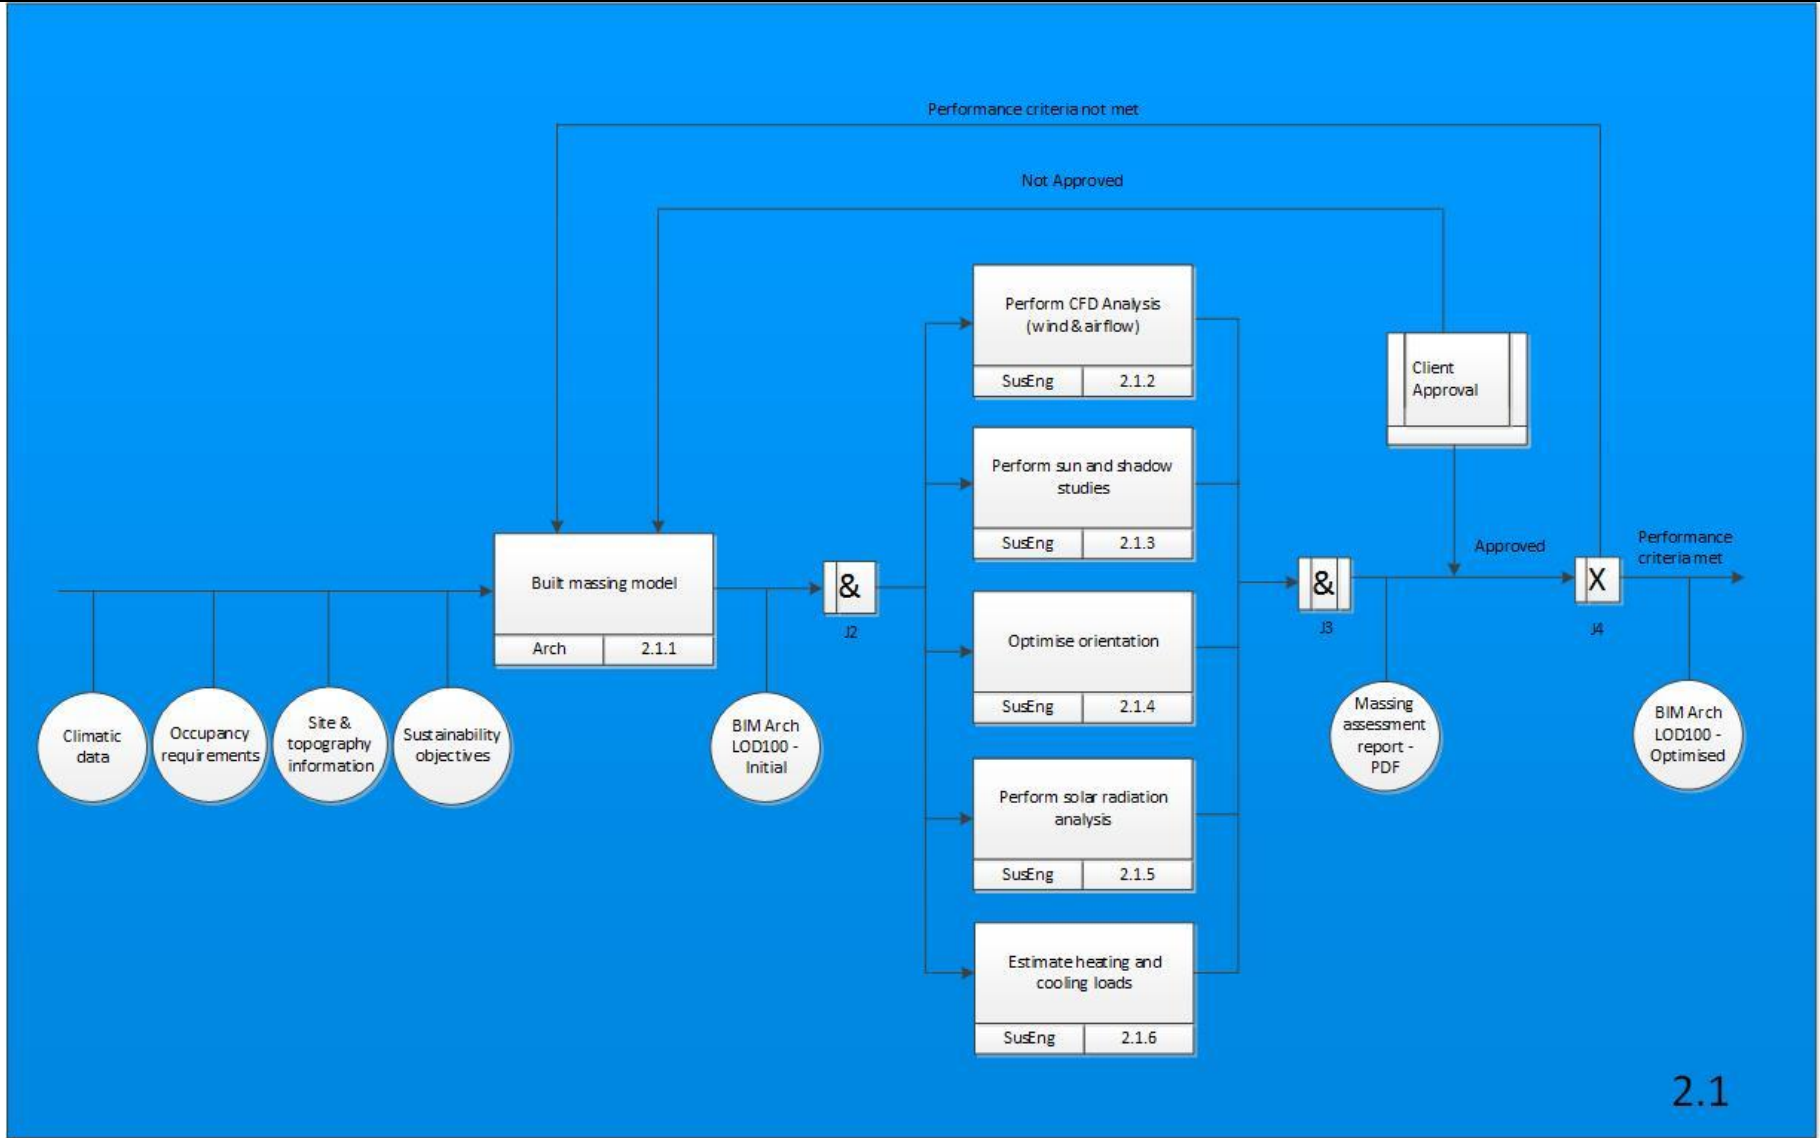 Performance criteria not met
Not Approved
Perform CFD Analysis
(wind & airflow)
SusEng 2.1.2
Client
Approval
Perform sun and shadow
studies
SusEng 2.1.3
Approved
Performance
criteria met
Built massing model
Arch 2.1.1
&
J2
Optimise orientation
SusEng 2.1.4
&
J3
X
J4
Climatic
data
Occupancy
requirements
Site &
topography
information
Sustainability
objectives
BIM Arch
LOD100 -
Initial
Massing
assessment
report -
PDF
BIM Arch
LOD100 -
Optimised
Perform solar radiation
analysis
SusEng 2.1.5
Estimate heating and
cooling loads
SusEng 2.1.6
2.1